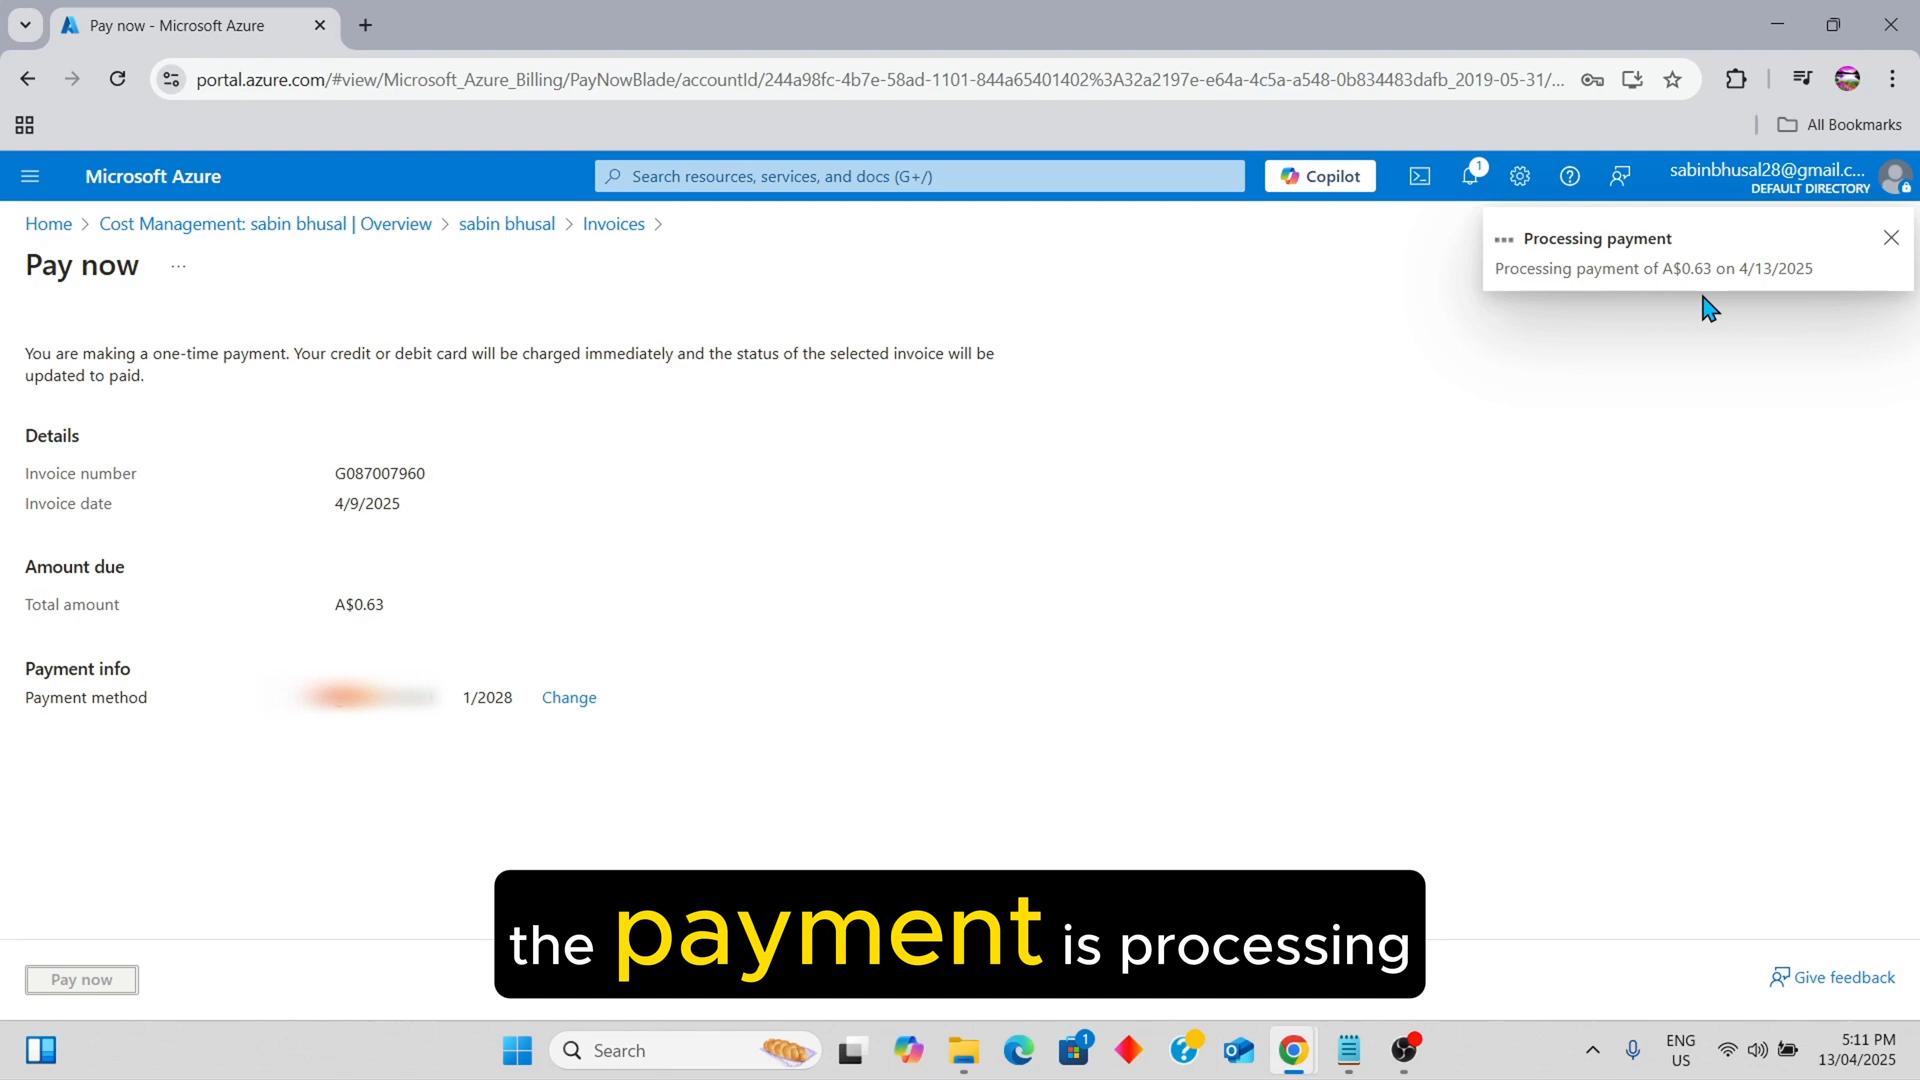 Pay now - Microsoft Azure
portal.azure.com/#view/Microsoft_Azure_Billing/PayNowBlade/accountId/244a98fc-4b7e-58ad-1101-844a65401402%3A32a2197e-e64a-4c5a-a548-0b834483dafb_2019-05-31/...
All Bookmarks
Microsoft Azure
Search resources, services, and docs (G+/)
Copilot
1
sabinbhusal28@gmail.c...
DEFAULT DIRECTORY
Home > Cost Management: sabin bhusal | Overview > sabin bhusal > Invoices >
Pay now ...
Processing payment
Processing payment of A$0.63 on 4/13/2025
You are making a one-time payment. Your credit or debit card will be charged immediately and the status of the selected invoice will be
updated to paid.
Details
Invoice number G087007960
Invoice date 4/9/2025
Amount due
Total amount A$0.63
Payment info
Payment method 1/2028 Change
the payment is processing
Pay now
Give feedback
Search
1
ENG
US
5:11 PM
13/04/2025